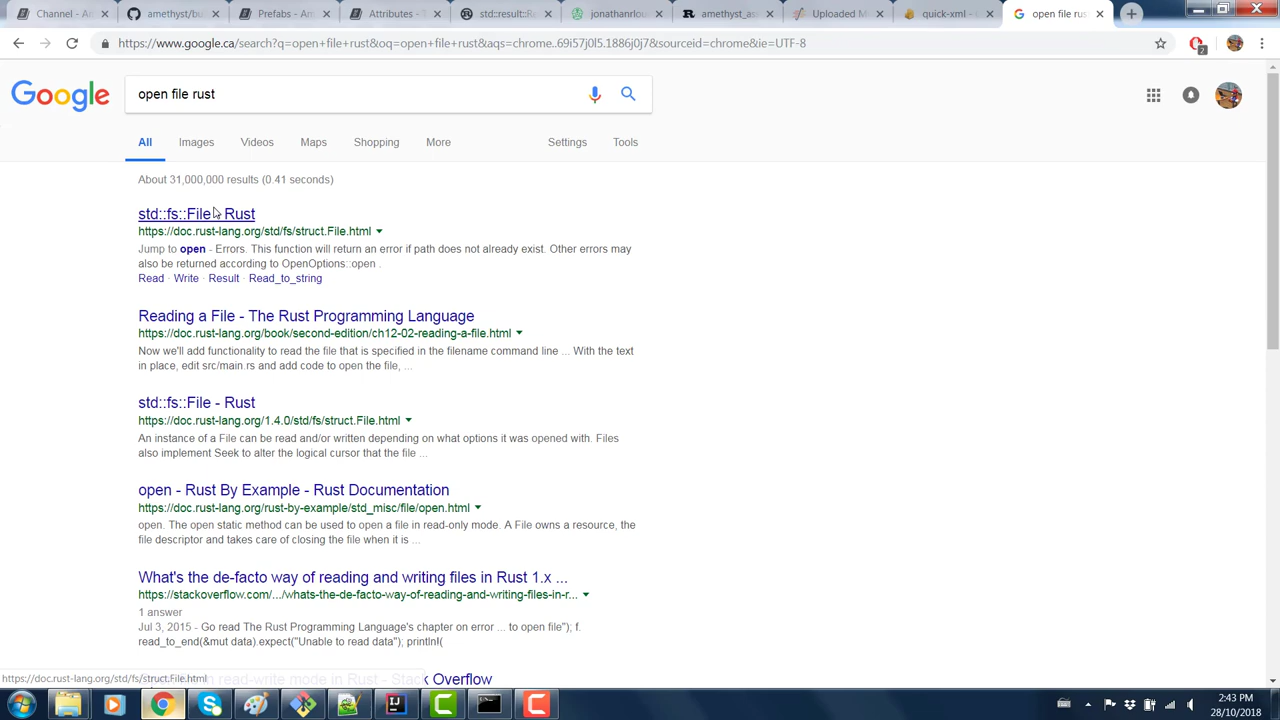 Channel - A
amethyst/bu
Prefabs - An
Attributes - T
std::result::Re
jonathanrlou
amethyst_as
Uploaded M
quick-xml - C
open file rus
https://www.google.ca/search?q=open+file+rust&oq=open+file+rust&aqs=chrome..69i57j0l5.1886j0j7&sourceid=chrome&ie=UTF-8
2
Google
open file rust
All Images Videos Maps Shopping More Settings Tools
About 31,000,000 results (0.41 seconds)
std::fs::File - Rust
https://doc.rust-lang.org/std/fs/struct.File.html
Jump to open - Errors. This function will return an error if path does not already exist. Other errors may
also be returned according to OpenOptions::open .
Read · Write · Result · Read_to_string
Reading a File - The Rust Programming Language
https://doc.rust-lang.org/book/second-edition/ch12-02-reading-a-file.html
Now we'll add functionality to read the file that is specified in the filename command line ... With the text
in place, edit src/main.rs and add code to open the file, ...
std::fs::File - Rust
https://doc.rust-lang.org/1.4.0/std/fs/struct.File.html
An instance of a File can be read and/or written depending on what options it was opened with. Files
also implement Seek to alter the logical cursor that the file ...
open - Rust By Example - Rust Documentation
https://doc.rust-lang.org/rust-by-example/std_misc/file/open.html
open. The open static method can be used to open a file in read-only mode. A File owns a resource, the
file descriptor and takes care of closing the file when it is ...
What's the de-facto way of reading and writing files in Rust 1.x ...
https://stackoverflow.com/.../whats-the-de-facto-way-of-reading-and-writing-files-in-r...
1 answer
Jul 3, 2015 - Go read The Rust Programming Language's chapter on error ... to open file"); f.
read_to_end(&mut data).expect("Unable to read data"); println!(
https://doc.rust-lang.org/std/fs/struct.File.html
in read-write mode in Rust - Stack Overflow
2:43 PM
28/10/2018